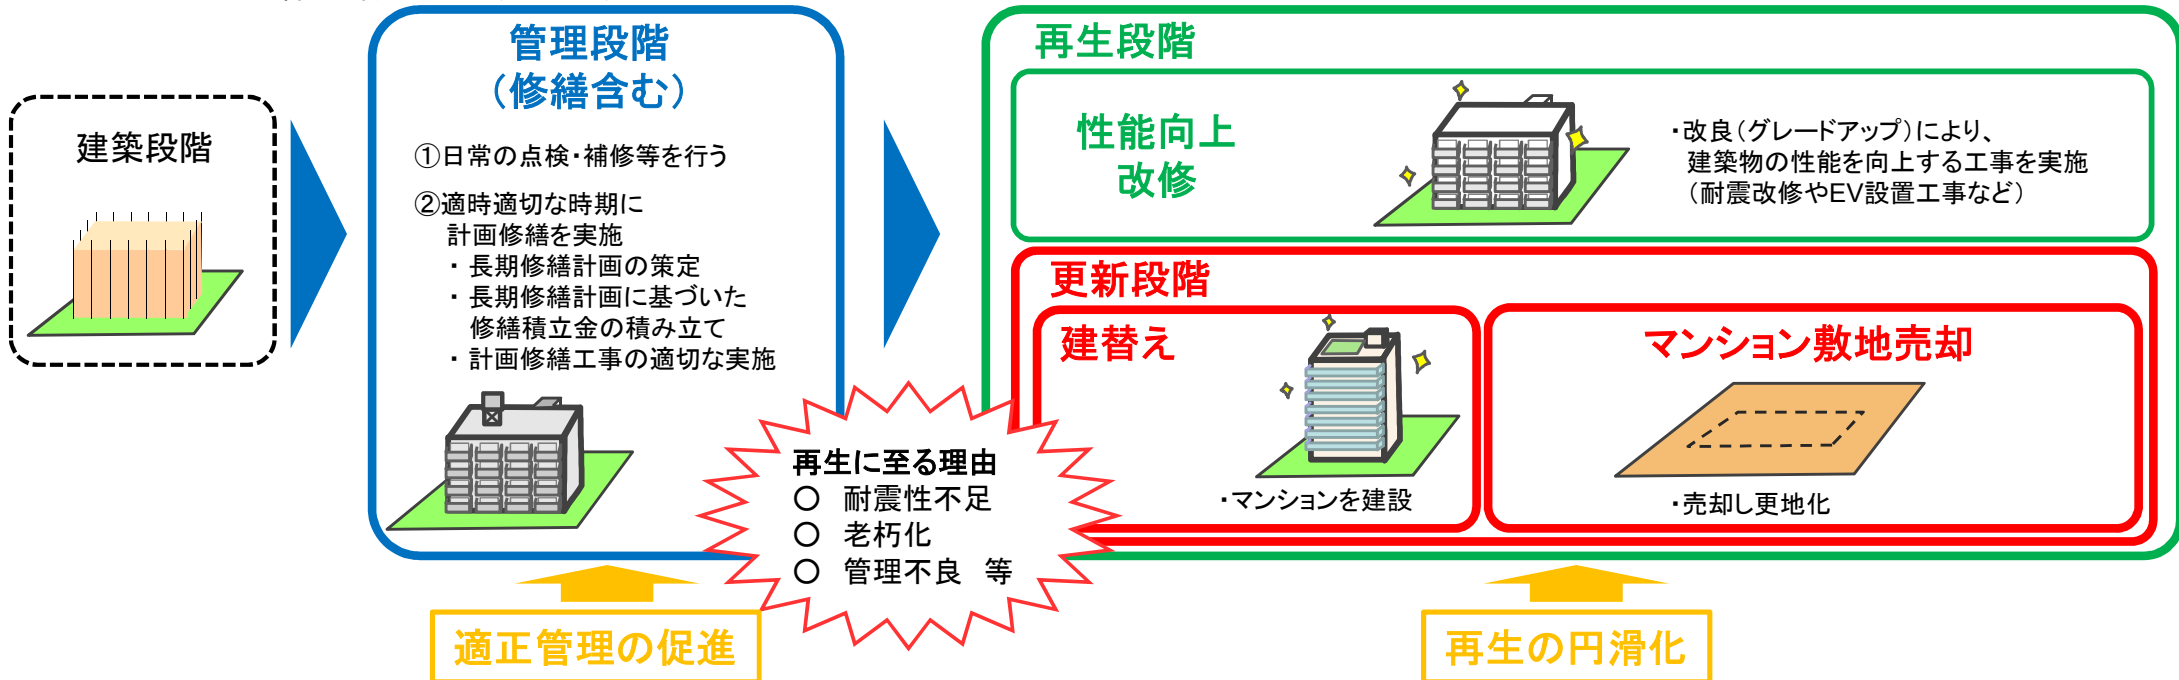 建築段階
管理段階
（修繕含む）
①日常の点検・補修等を行う
②適時適切な時期に
計画修繕を実施
・長期修繕計画の策定
・長期修繕計画に基づいた
修繕積立金の積み立て
・計画修繕工事の適切な実施
再生に至る理由
〇 耐震性不足
〇 老朽化
〇 管理不良 等
再生段階
性能向上
改修
・改良（グレードアップ）により、
建築物の性能を向上する工事を実施
（耐震改修やEV設置工事など）
更新段階
建替え
・マンションを建設
マンション敷地売却
・売却し更地化
適正管理の促進
再生の円滑化